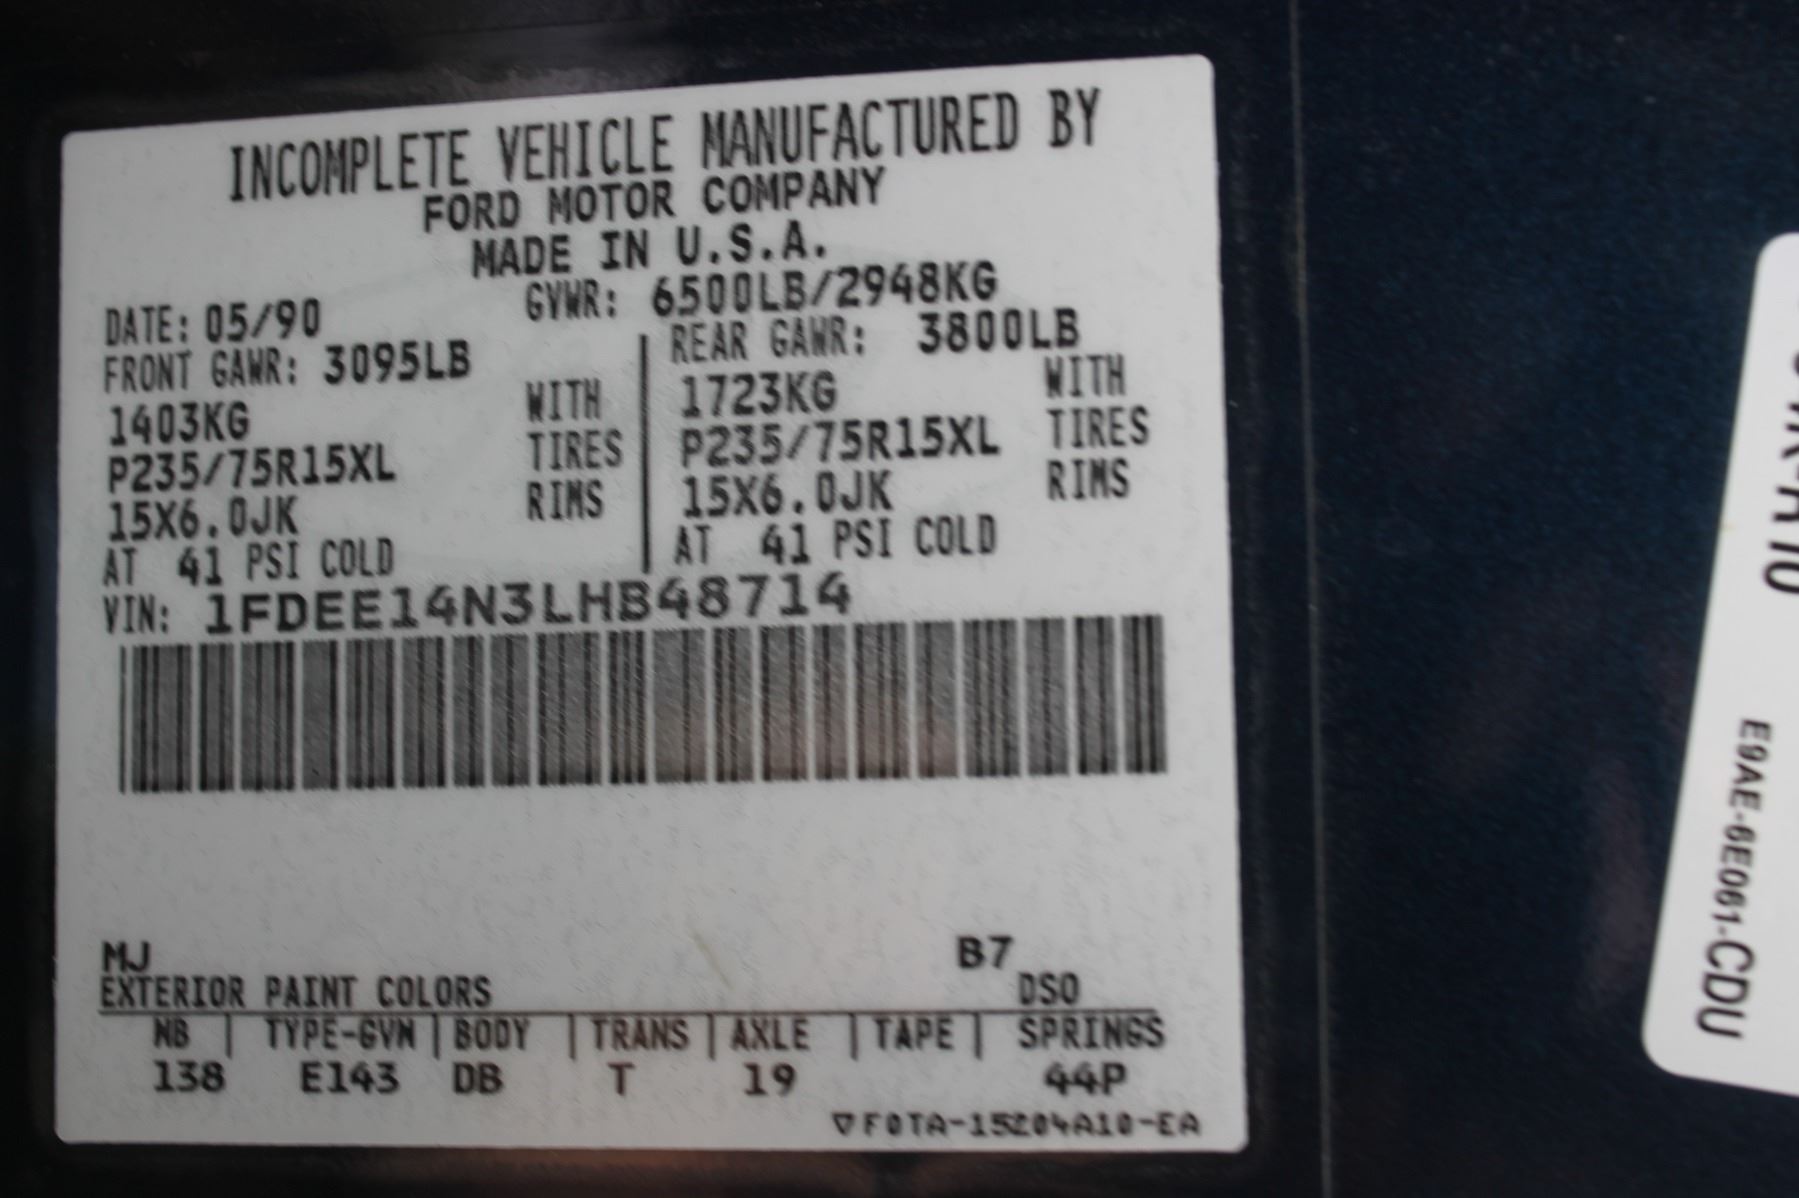 INCOMPLETE VEHICLE MANUFACTURED BY
FORD MOTOR COMPANY
MADE IN U.S.A.
DATE: 05/90 GVWR: 6500LB/2948KG
FRONT GAWR: 3095LB
1403KG WITH
P235/75R15XL TIRES
15X6.0JK RIMS
AT 41 PSI COLD
REAR GAWR: 3800LB
1723KG WITH
P235/75R15XL TIRES
15X6.0JK RIMS
AT 41 PSI COLD
VIN: 1FDEE14N3LHB48714
MJ B7
EXTERIOR PAINT COLORS DSO
WB | TYPE-GVW | BODY | TRANS | AXLE | TAPE | SPRINGS
138 E143 DB T 19 44P
▽F0TA-15204A10-EA
E9AE-6E061-CDU